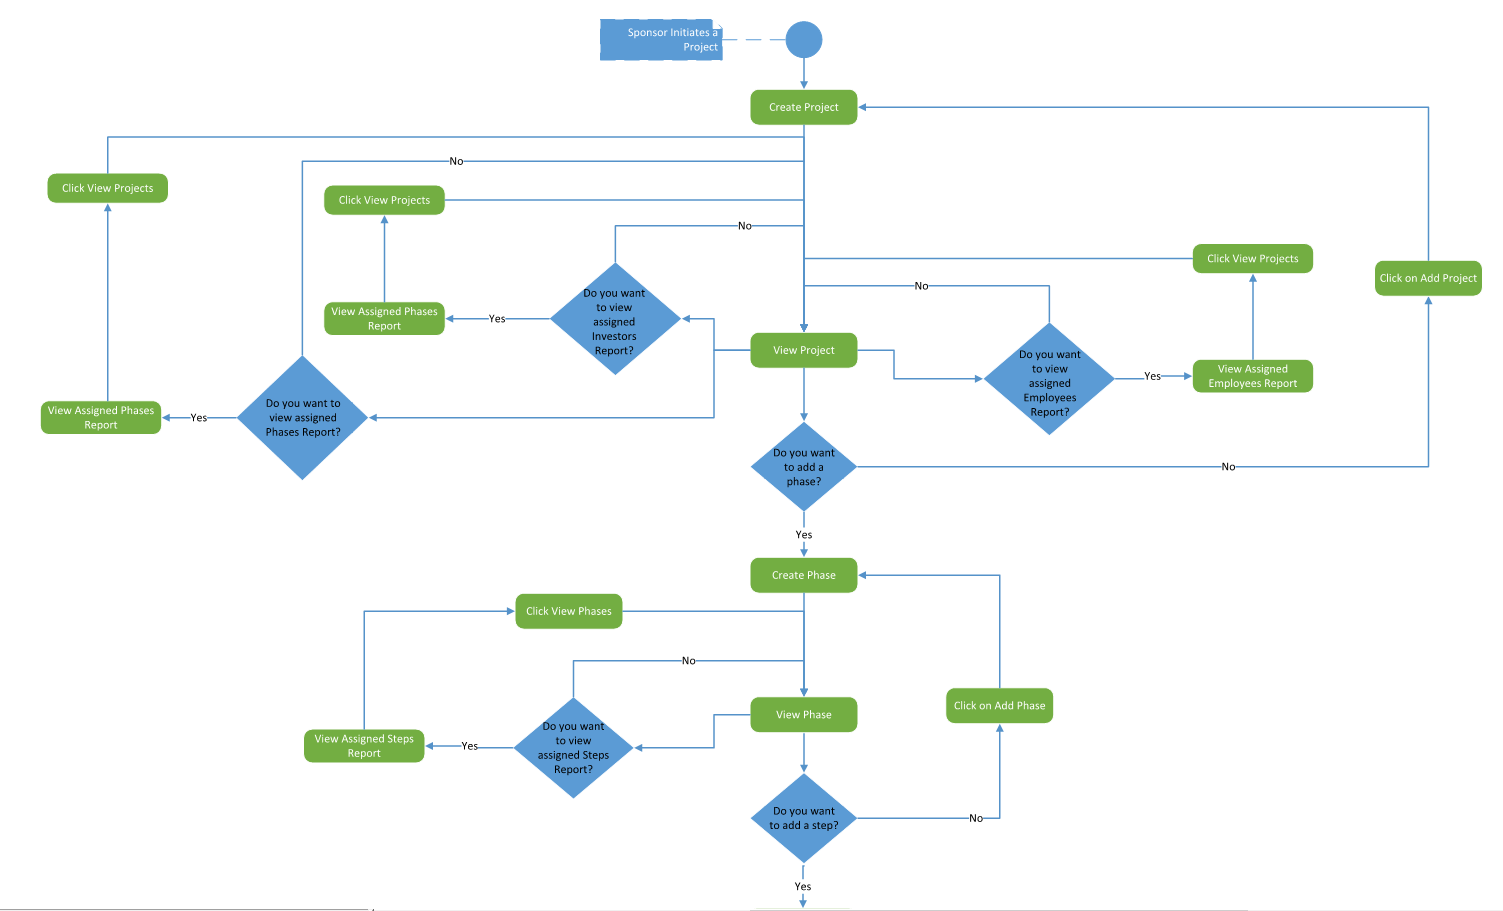 Sponsor Initiates a
Project
Create Project
No
Click View Projects
Click View Projects
No
Click View Projects
Click on Add Project
No
Do you want
to view
assigned
Investors
Report?
View Assigned Phases
Report
Yes
View Project
Do you want
to view
assigned
Employees
Report?
Yes
View Assigned
Employees Report
View Assigned Phases
Report
Yes
Do you want to
view assigned
Phases Report?
Do you want
to add a
phase?
No
Yes
Create Phase
Click View Phases
No
Click on Add Phase
View Phase
View Assigned Steps
Report
Yes
Do you want
to view
assigned Steps
Report?
Do you want
to add a step?
No
Yes